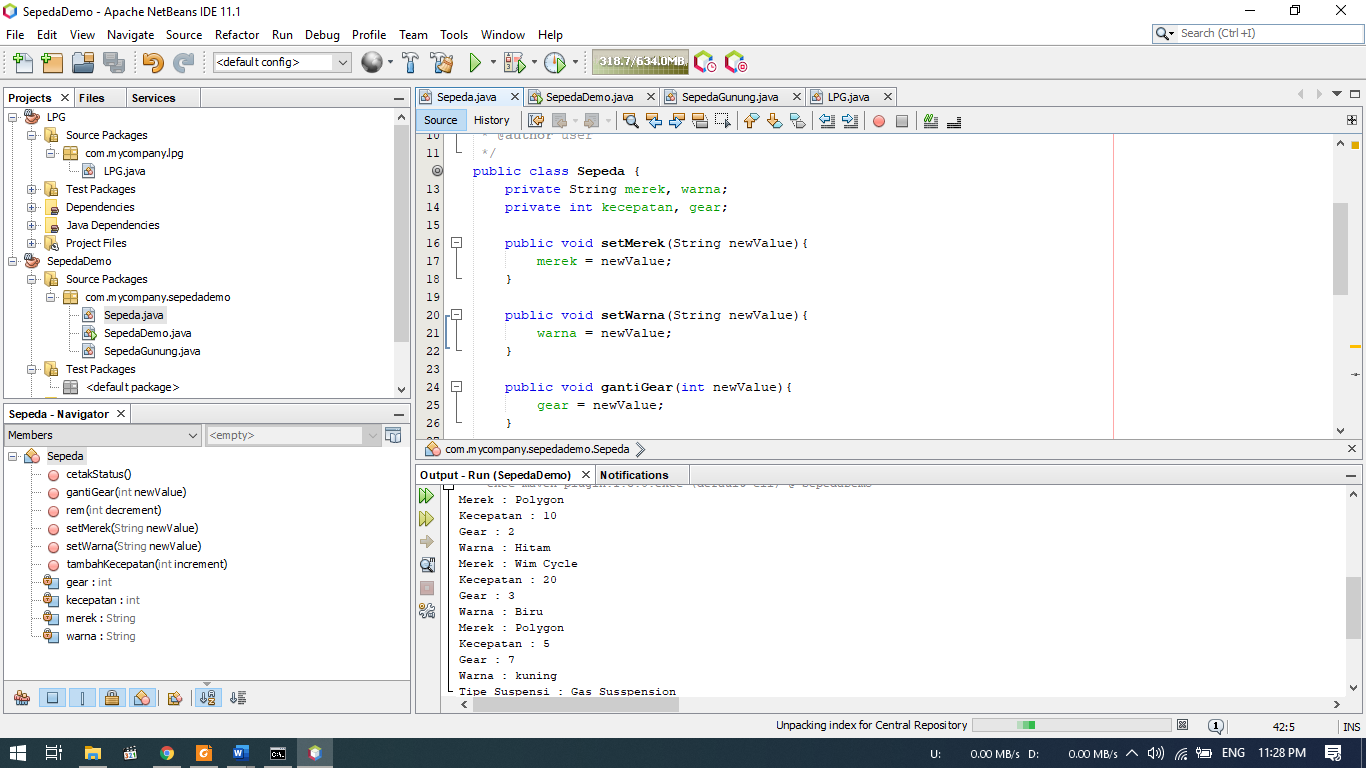 SepedaDemo - Apache NetBeans IDE 11.1
File Edit View Navigate Source Refactor Run Debug Profile Team Tools Window Help
Search (Ctrl+I)
<default config>
318.7/634.0MB
Projects Files Services
LPG
Source Packages
com.mycompany.lpg
LPG.java
Test Packages
Dependencies
Java Dependencies
Project Files
SepedaDemo
Source Packages
com.mycompany.sepedademo
Sepeda.java
SepedaDemo.java
SepedaGunung.java
Test Packages
<default package>
Sepeda - Navigator
Members
<empty>
Sepeda
cetakStatus()
gantiGear(int newValue)
rem(int decrement)
setMerek(String newValue)
setWarna(String newValue)
tambahKecepatan(int increment)
gear : int
kecepatan : int
merek : String
warna : String
Sepeda.java SepedaDemo.java SepedaGunung.java LPG.java
Source History
10 * @author user
11 */
public class Sepeda {
13 private String merek, warna;
14 private int kecepatan, gear;
15
16 public void setMerek(String newValue){
17 merek = newValue;
18 }
19
20 public void setWarna(String newValue){
21 warna = newValue;
22 }
23
24 public void gantiGear(int newValue){
25 gear = newValue;
26 }
com.mycompany.sepedademo.Sepeda
Output - Run (SepedaDemo) Notifications
Merek : Polygon
Kecepatan : 10
Gear : 2
Warna : Hitam
Merek : Wim Cycle
Kecepatan : 20
Gear : 3
Warna : Biru
Merek : Polygon
Kecepatan : 5
Gear : 7
Warna : kuning
Tipe Suspensi : Gas Susspension
Unpacking index for Central Repository
1
42:5 INS
U: 0.00 MB/s D: 0.00 MB/s ENG 11:28 PM